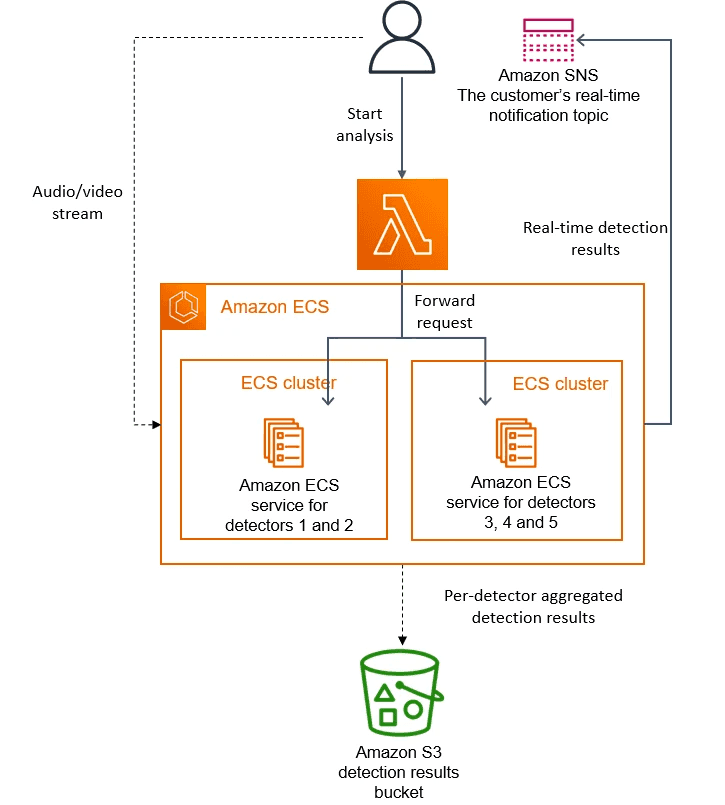 Amazon SNS
The customer’s real-time
notification topic
Start
analysis
Audio/video
stream
Real-time detection
results
Amazon ECS
Forward
request
ECS cluster
Amazon ECS
service for
detectors 1 and 2
ECS cluster
Amazon ECS
service for detectors
3, 4 and 5
Per-detector aggregated
detection results
Amazon S3
detection results
bucket